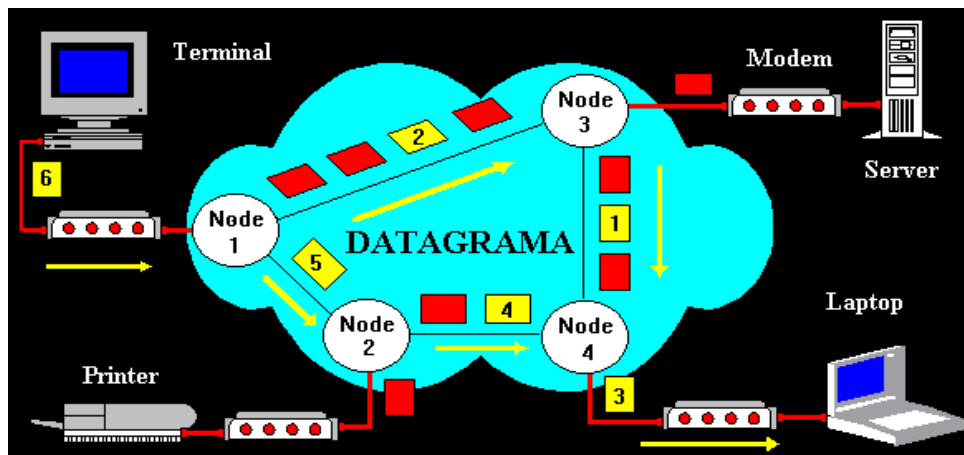 Terminal
Modem
Server
6
Node
1
2
Node
3
1
DATAGRAMA
5
Node
2
4
Node
4
3
Printer
Laptop